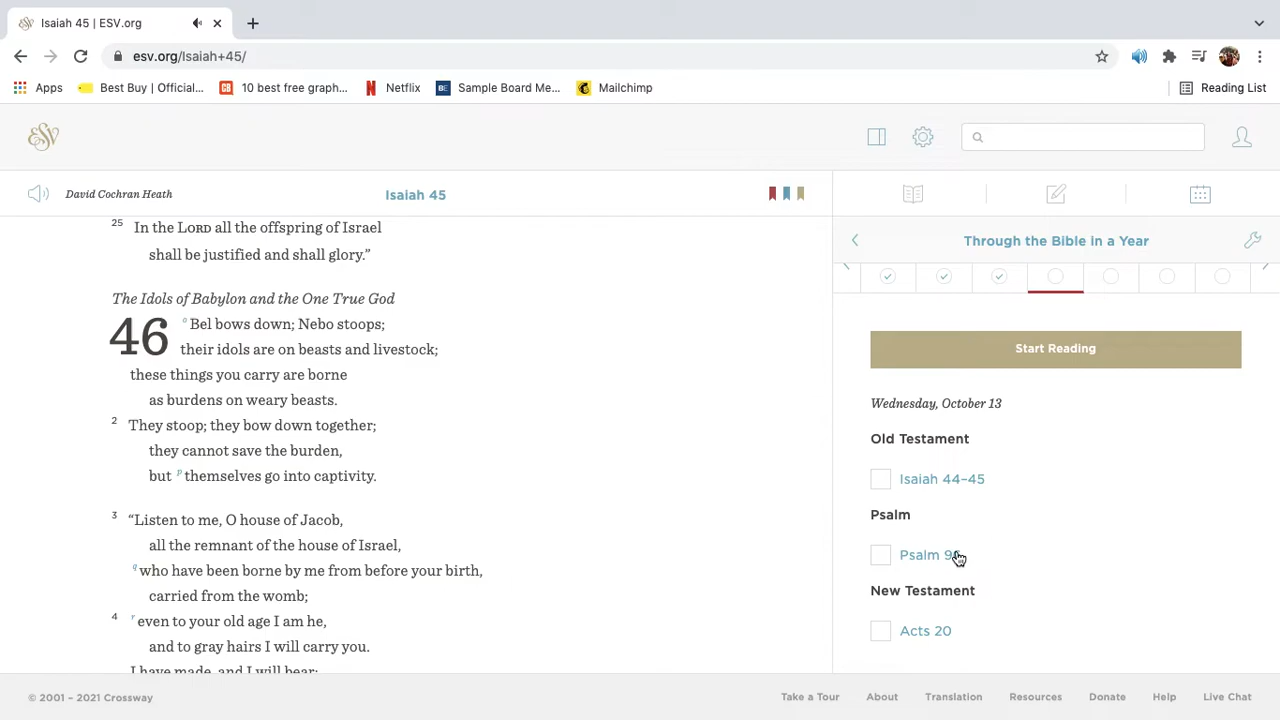 Isaiah 45 | ESV.org
esv.org/Isaiah+45/
Apps
Best Buy | Official...
10 best free graph...
Netflix
Sample Board Me...
Mailchimp
Reading List
ESV
David Cochran Heath
Isaiah 45
25 In the LORD all the offspring of Israel
shall be justified and shall glory.”
The Idols of Babylon and the One True God
46 o Bel bows down; Nebo stoops;
their idols are on beasts and livestock;
these things you carry are borne
as burdens on weary beasts.
2 They stoop; they bow down together;
they cannot save the burden,
but p themselves go into captivity.
3 “Listen to me, O house of Jacob,
all the remnant of the house of Israel,
q who have been borne by me from before your birth,
carried from the womb;
4 r even to your old age I am he,
and to gray hairs I will carry you.
I have made, and I will bear;
Through the Bible in a Year
Start Reading
Wednesday, October 13
Old Testament
Isaiah 44–45
Psalm
Psalm
New Testament
Acts 20
© 2001 – 2021 Crossway
Take a Tour
About
Translation
Resources
Donate
Help
Live Chat